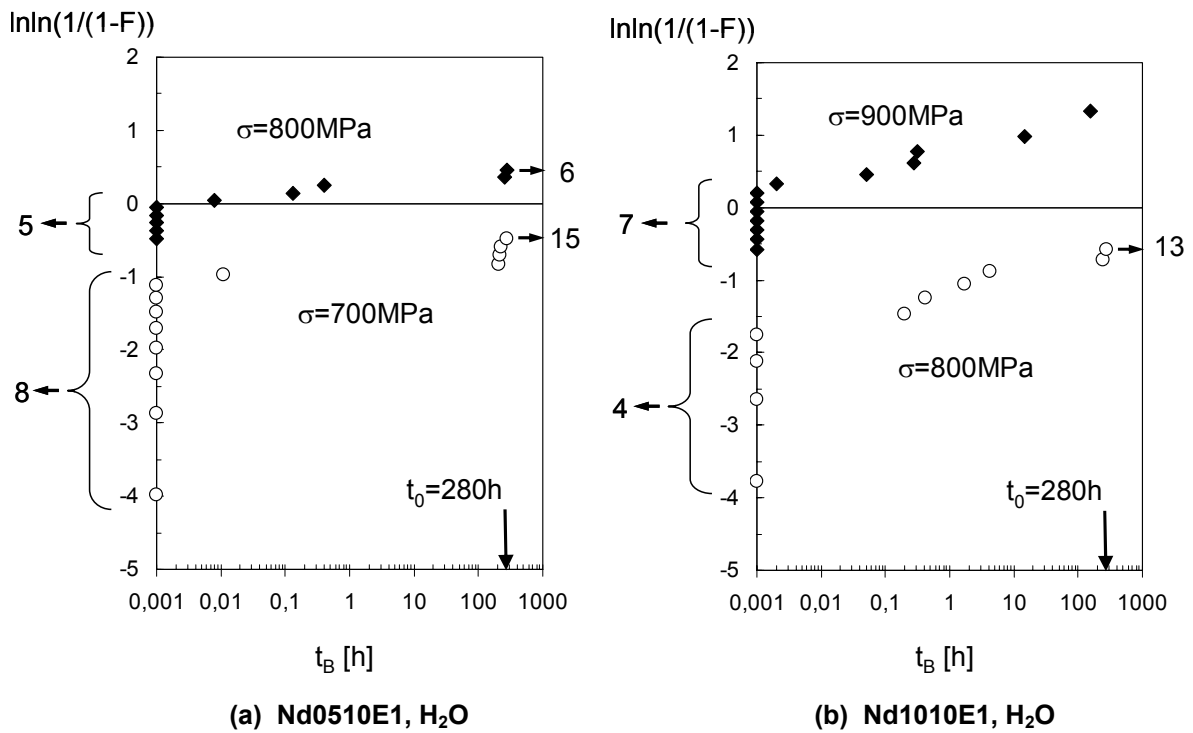 lnln(1/(1-F))
2
σ=800MPa
1
6
0
5
15
-1
σ=700MPa
-2
8
-3
-4
t₀=280h
-5
0,001 0,01 0,1 1 10 100 1000
t_B [h]
(a) Nd0510E1, H₂O
lnln(1/(1-F))
2
σ=900MPa
1
0
7
13
-1
-2
σ=800MPa
4
-3
-4
t₀=280h
-5
0,001 0,01 0,1 1 10 100 1000
t_B [h]
(b) Nd1010E1, H₂O